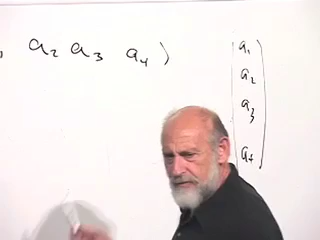 , a₂ a₃ a₄ ⟩
a₁
a₂
a₃
a₄